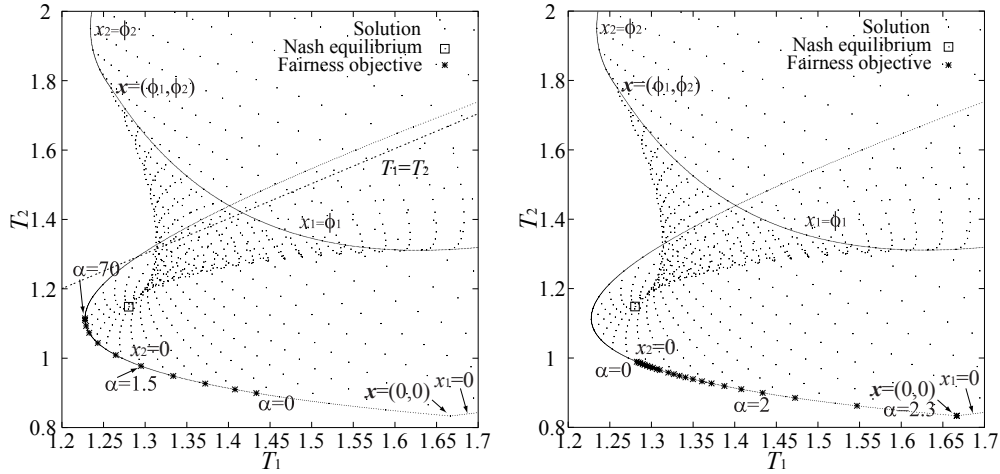 2
1.8
1.6
1.4
1.2
1
0.8
1.2 1.25 1.3 1.35 1.4 1.45 1.5 1.55 1.6 1.65 1.7
T₂
T₁
x₂=ϕ₂
Solution
Nash equilibrium
Fairness objective
x=(ϕ₁,ϕ₂)
T₁=T₂
x₁=ϕ₁
α=70
x₂=0
α=1.5
α=0
x=(0,0)
x₁=0
2
1.8
1.6
1.4
1.2
1
0.8
1.2 1.25 1.3 1.35 1.4 1.45 1.5 1.55 1.6 1.65 1.7
T₂
T₁
x₂=ϕ₂
Solution
Nash equilibrium
Fairness objective
x=(ϕ₁,ϕ₂)
x₁=ϕ₁
x₂=0
α=0
α=2
x=(0,0)
α=2.3
x₁=0